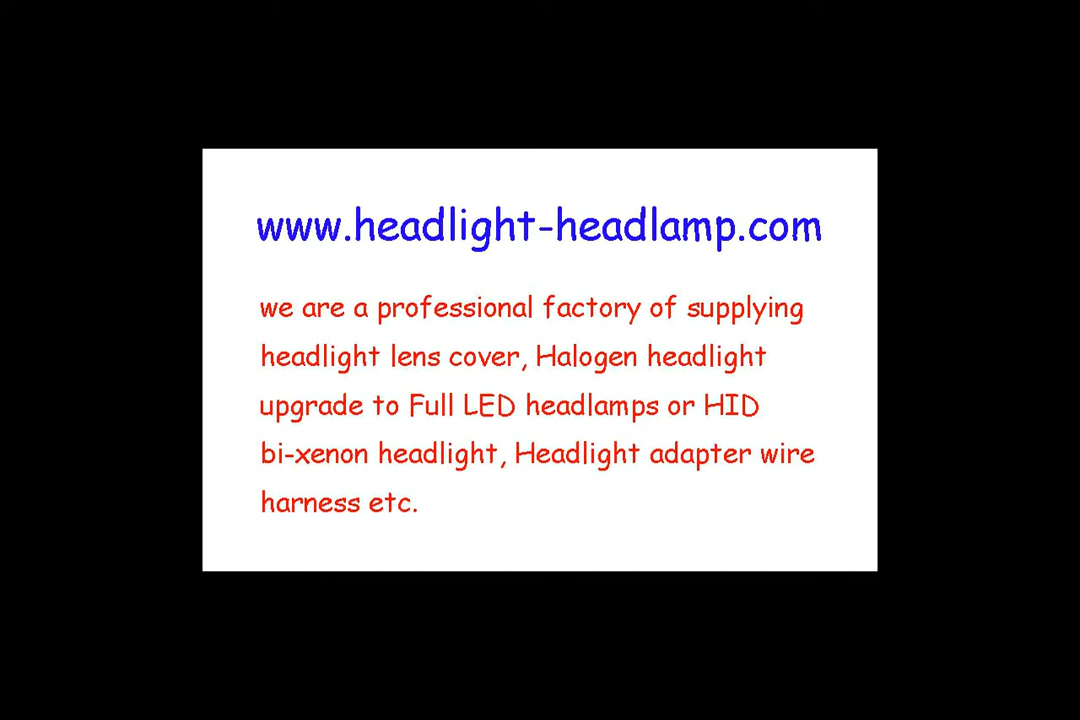 www.headlight-headlamp.com
we are a professional factory of supplying
headlight lens cover, Halogen headlight
upgrade to Full LED headlamps or HID
bi-xenon headlight, Headlight adapter wire
harness etc.